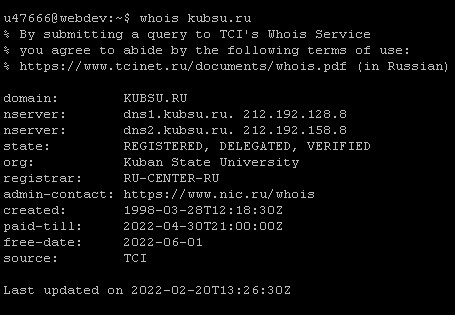 u47666@webdev:~$ whois kubsu.ru
% By submitting a query to TCI's Whois Service
% you agree to abide by the following terms of use:
% https://www.tcinet.ru/documents/whois.pdf (in Russian)

domain:        KUBSU.RU
nserver:       dns1.kubsu.ru. 212.192.128.8
nserver:       dns2.kubsu.ru. 212.192.158.8
state:         REGISTERED, DELEGATED, VERIFIED
org:           Kuban State University
registrar:     RU-CENTER-RU
admin-contact: https://www.nic.ru/whois
created:       1998-03-28T12:18:30Z
paid-till:     2022-04-30T21:00:00Z
free-date:     2022-06-01
source:        TCI

Last updated on 2022-02-20T13:26:30Z